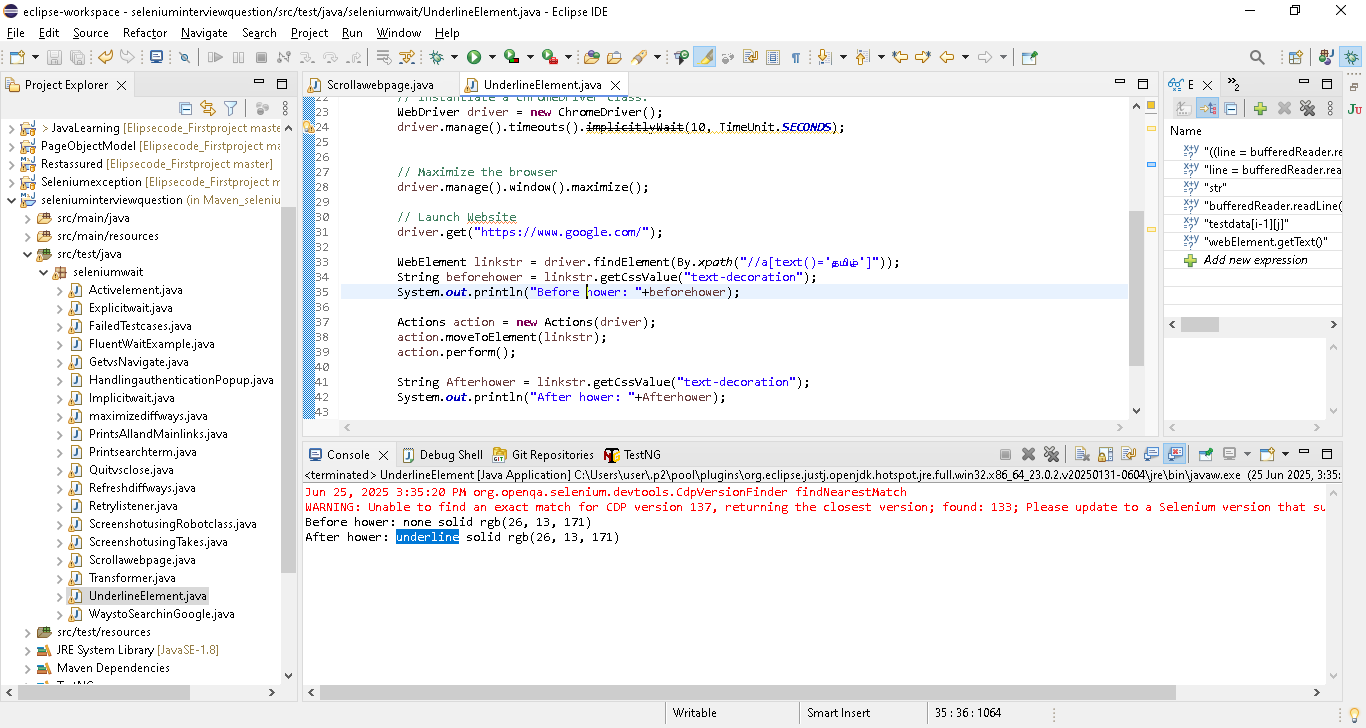 eclipse-workspace - seleniuminterviewquestion/src/test/java/seleniumwait/UnderlineElement.java - Eclipse IDE
File Edit Source Refactor Navigate Search Project Run Window Help
Project Explorer
> JavaLearning [Elipsecode_Firstproject maste
PageObjectModel [Elipsecode_Firstproject ma
Restassured [Elipsecode_Firstproject master]
Seleniumexception [Elipsecode_Firstproject m
seleniuminterviewquestion (in Maven_seleniu
src/main/java
src/main/resources
src/test/java
seleniumwait
Activelement.java
Explicitwait.java
FailedTestcases.java
FluentWaitExample.java
GetvsNavigate.java
HandlingauthenticationPopup.java
Implicitwait.java
maximizediffways.java
PrintsAllandMainlinks.java
Printsearchterm.java
Quitvsclose.java
Refreshdiffways.java
Retrylistener.java
ScreenshotusingRobotclass.java
ScreenshotusingTakes.java
Scrollawebpage.java
Transformer.java
UnderlineElement.java
WaystoSearchinGoogle.java
src/test/resources
JRE System Library [JavaSE-1.8]
Maven Dependencies
TestNG
Scrollawebpage.java UnderlineElement.java
22 // Instantiate a ChromeDriver class.
23 WebDriver driver = new ChromeDriver();
24 driver.manage().timeouts().implicitlyWait(10, TimeUnit.SECONDS);
25
26
27 // Maximize the browser
28 driver.manage().window().maximize();
29
30 // Launch Website
31 driver.get("https://www.google.com/");
32
33 WebElement linkstr = driver.findElement(By.xpath("//a[text()='தமிழ்']"));
34 String beforehower = linkstr.getCssValue("text-decoration");
35 System.out.println("Before hower: "+beforehower);
36
37 Actions action = new Actions(driver);
38 action.moveToElement(linkstr);
39 action.perform();
40
41 String Afterhower = linkstr.getCssValue("text-decoration");
42 System.out.println("After hower: "+Afterhower);
43
E
2
Ju
Name
"((line = bufferedReader.re
"line = bufferedReader.rea
"str"
"bufferedReader.readLine(
"testdata[i-1][j]"
"webElement.getText()"
Add new expression
Console Debug Shell Git Repositories TestNG
<terminated> UnderlineElement [Java Application] C:\Users\user\.p2\pool\plugins\org.eclipse.justj.openjdk.hotspot.jre.full.win32.x86_64_23.0.2.v20250131-0604\jre\bin\javaw.exe (25 Jun 2025, 3:35:
Jun 25, 2025 3:35:20 PM org.openqa.selenium.devtools.CdpVersionFinder findNearestMatch
WARNING: Unable to find an exact match for CDP version 137, returning the closest version; found: 133; Please update to a Selenium version that su
Before hower: none solid rgb(26, 13, 171)
After hower: underline solid rgb(26, 13, 171)
Writable Smart Insert 35 : 36 : 1064